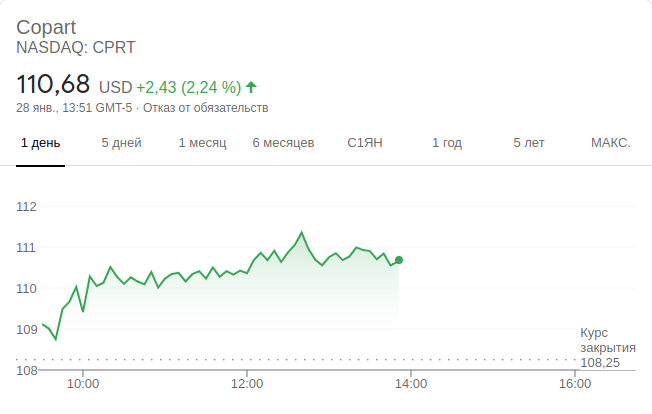 Copart
NASDAQ: CPRT
110,68 USD +2,43 (2,24 %)
28 янв., 13:51 GMT-5 · Отказ от обязательств
1 день 5 дней 1 месяц 6 месяцев С1ЯН 1 год 5 лет МАКС.
112
111
110
109
Курс
закрытия
108,25
108
10:00 12:00 14:00 16:00